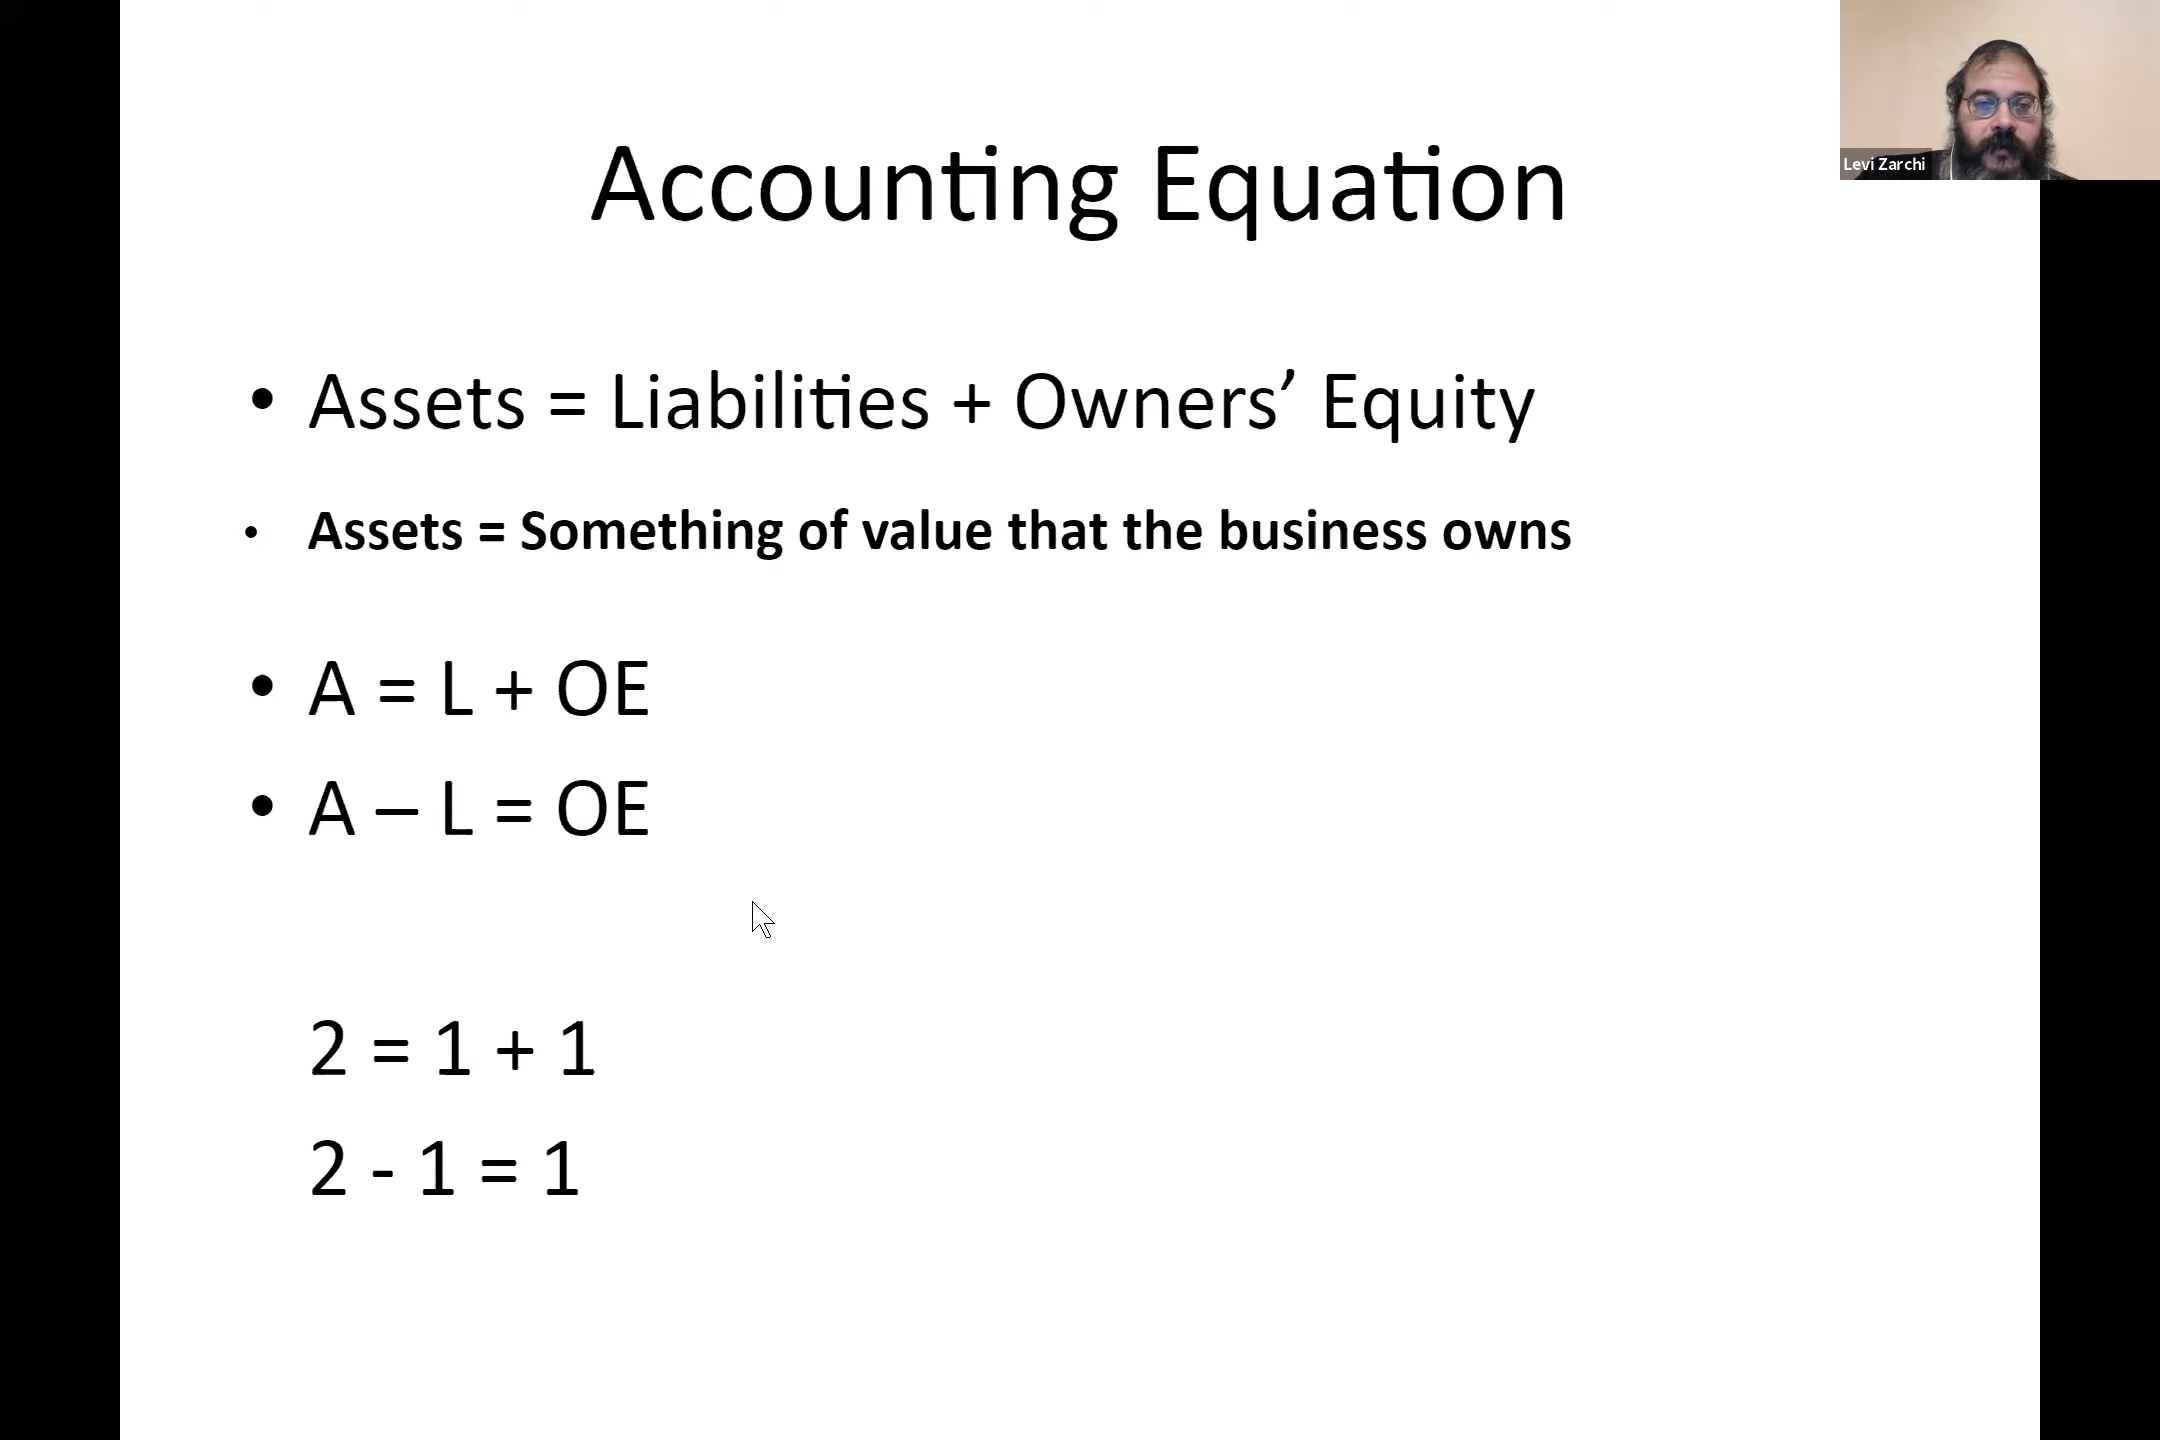 Levi Zarchi
Accounting Equation
• Assets = Liabilities + Owners’ Equity
• Assets = Something of value that the business owns
• A = L + OE
• A – L = OE
2 = 1 + 1
2 - 1 = 1